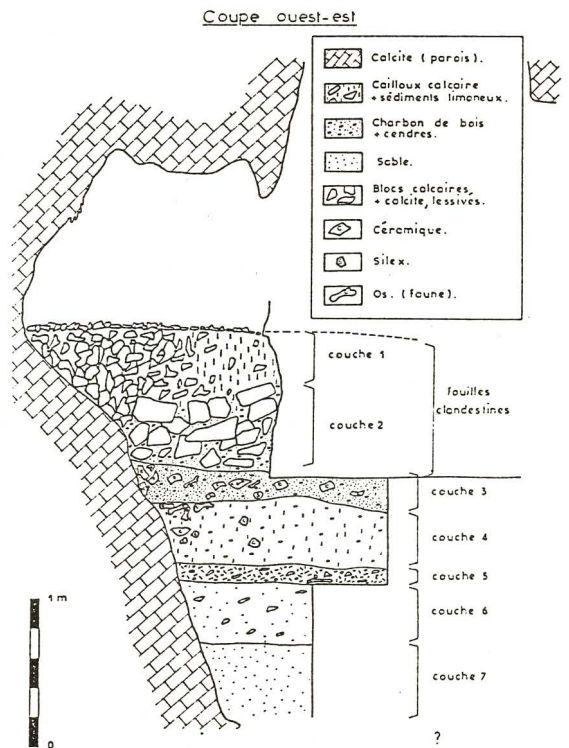 Coupe ouest-est
Calcite (parois).
Cailloux calcaire
+ sédiments limoneux.
Charbon de bois
+ cendres.
Sable.
Blocs calcaires,
+ calcite, lessivés.
Céramique.
Silex.
Os. (faune).
couche 1
fouilles
clandestines
couche 2
couche 3
couche 4
couche 5
couche 6
couche 7
1 m
0
?